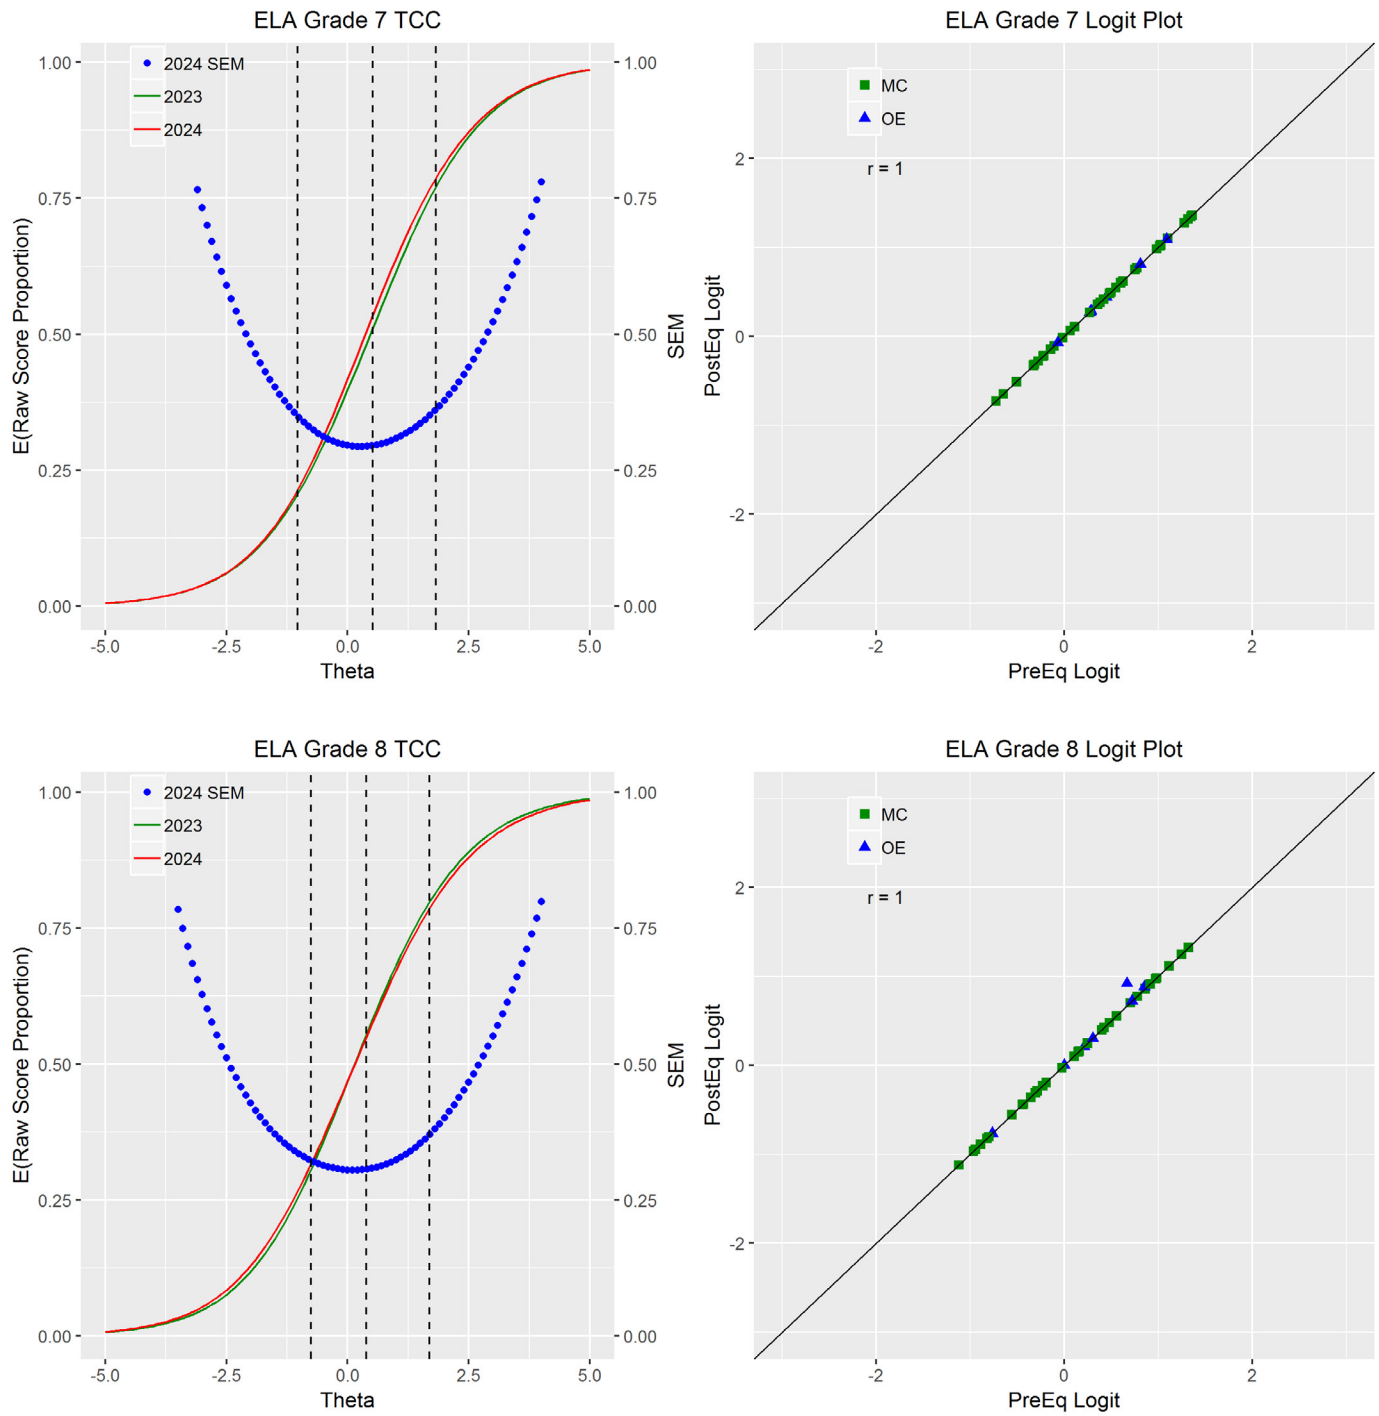 ELA Grade 7 TCC
1.00
0.75
0.50
0.25
0.00
E(Raw Score Proportion)
2024 SEM
2023
2024
1.00
0.75
0.50
0.25
0.00
SEM
-5.0 -2.5 0.0 2.5 5.0
Theta
ELA Grade 7 Logit Plot
MC
OE
r = 1
2
0
-2
PostEq Logit
-2 0 2
PreEq Logit
ELA Grade 8 TCC
1.00
0.75
0.50
0.25
0.00
E(Raw Score Proportion)
2024 SEM
2023
2024
1.00
0.75
0.50
0.25
0.00
SEM
-5.0 -2.5 0.0 2.5 5.0
Theta
ELA Grade 8 Logit Plot
MC
OE
r = 1
2
0
-2
PostEq Logit
-2 0 2
PreEq Logit